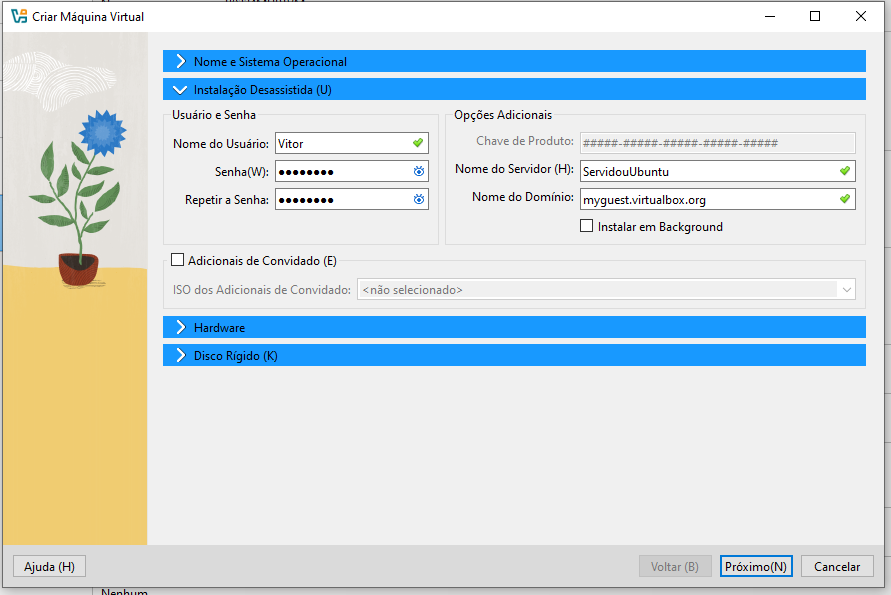 Criar Máquina Virtual
Nome e Sistema Operacional
Instalação Desassistida (U)
Usuário e Senha
Nome do Usuário: Vitor
Senha(W): ●●●●●●●●
Repetir a Senha: ●●●●●●●●
Opções Adicionais
Chave de Produto: #####-#####-#####-#####-#####
Nome do Servidor (H): ServidouUbuntu
Nome do Domínio: myguest.virtualbox.org
Instalar em Background
Adicionais de Convidado (E)
ISO dos Adicionais de Convidado: <não selecionado>
Hardware
Disco Rígido (K)
Ajuda (H)
Voltar (B)
Próximo(N)
Cancelar
Nenhum